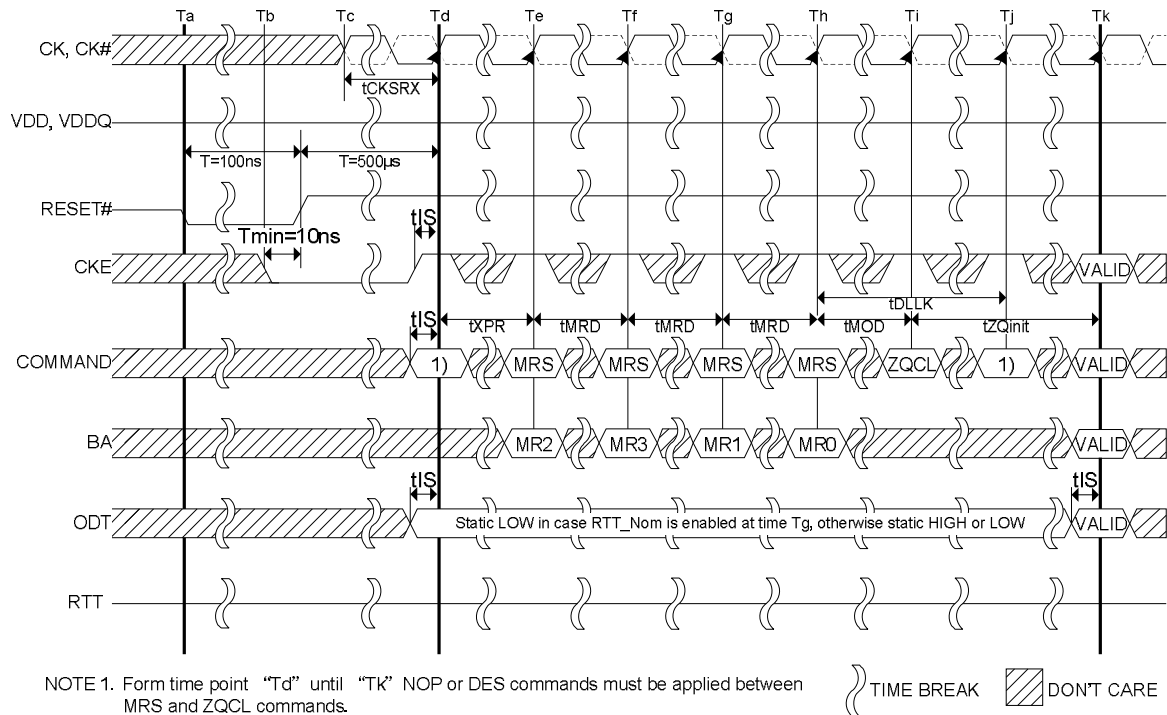 Ta Tb Tc Td Te Tf Tg Th Ti Tj Tk
CK, CK#
tCKSRX
VDD, VDDQ
T=100ns T=500µs
RESET#
Tmin=10ns tIS
CKE VALID
tDLLK
tIS tXPR tMRD tMRD tMRD tMOD tZQinit
COMMAND 1) MRS MRS MRS MRS ZQCL 1) VALID
BA MR2 MR3 MR1 MR0 VALID
tIS tIS
ODT Static LOW in case RTT_Nom is enabled at time Tg, otherwise static HIGH or LOW VALID
RTT
NOTE 1. Form time point “Td” until “Tk” NOP or DES commands must be applied between
MRS and ZQCL commands.
TIME BREAK DON'T CARE